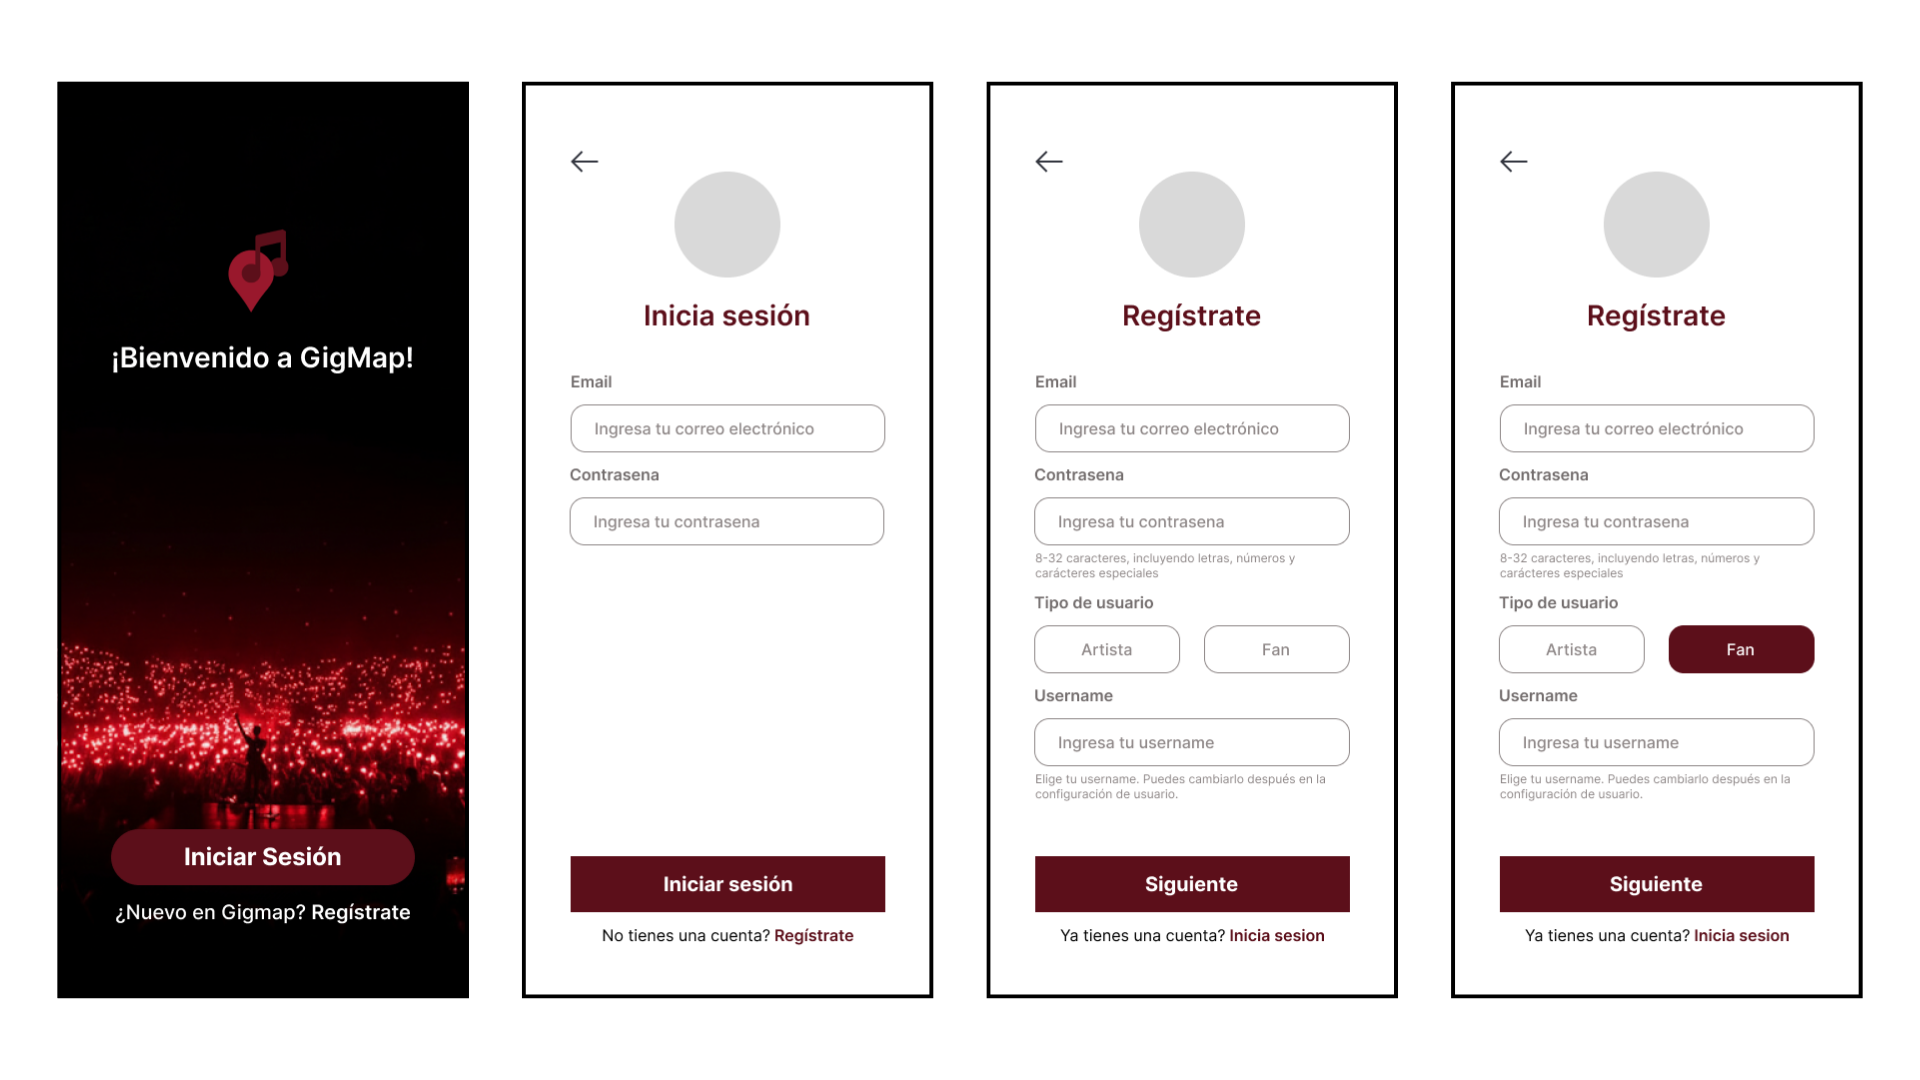 ¡Bienvenido a GigMap!
Iniciar Sesión
¿Nuevo en Gigmap? Regístrate
Inicia sesión
Email
Ingresa tu correo electrónico
Contrasena
Ingresa tu contrasena
Iniciar sesión
No tienes una cuenta? Regístrate
Regístrate
Email
Ingresa tu correo electrónico
Contrasena
Ingresa tu contrasena
8-32 caracteres, incluyendo letras, números y
carácteres especiales
Tipo de usuario
Artista
Fan
Username
Ingresa tu username
Elige tu username. Puedes cambiarlo después en la
configuración de usuario.
Siguiente
Ya tienes una cuenta? Inicia sesion
Regístrate
Email
Ingresa tu correo electrónico
Contrasena
Ingresa tu contrasena
8-32 caracteres, incluyendo letras, números y
carácteres especiales
Tipo de usuario
Artista
Fan
Username
Ingresa tu username
Elige tu username. Puedes cambiarlo después en la
configuración de usuario.
Siguiente
Ya tienes una cuenta? Inicia sesion